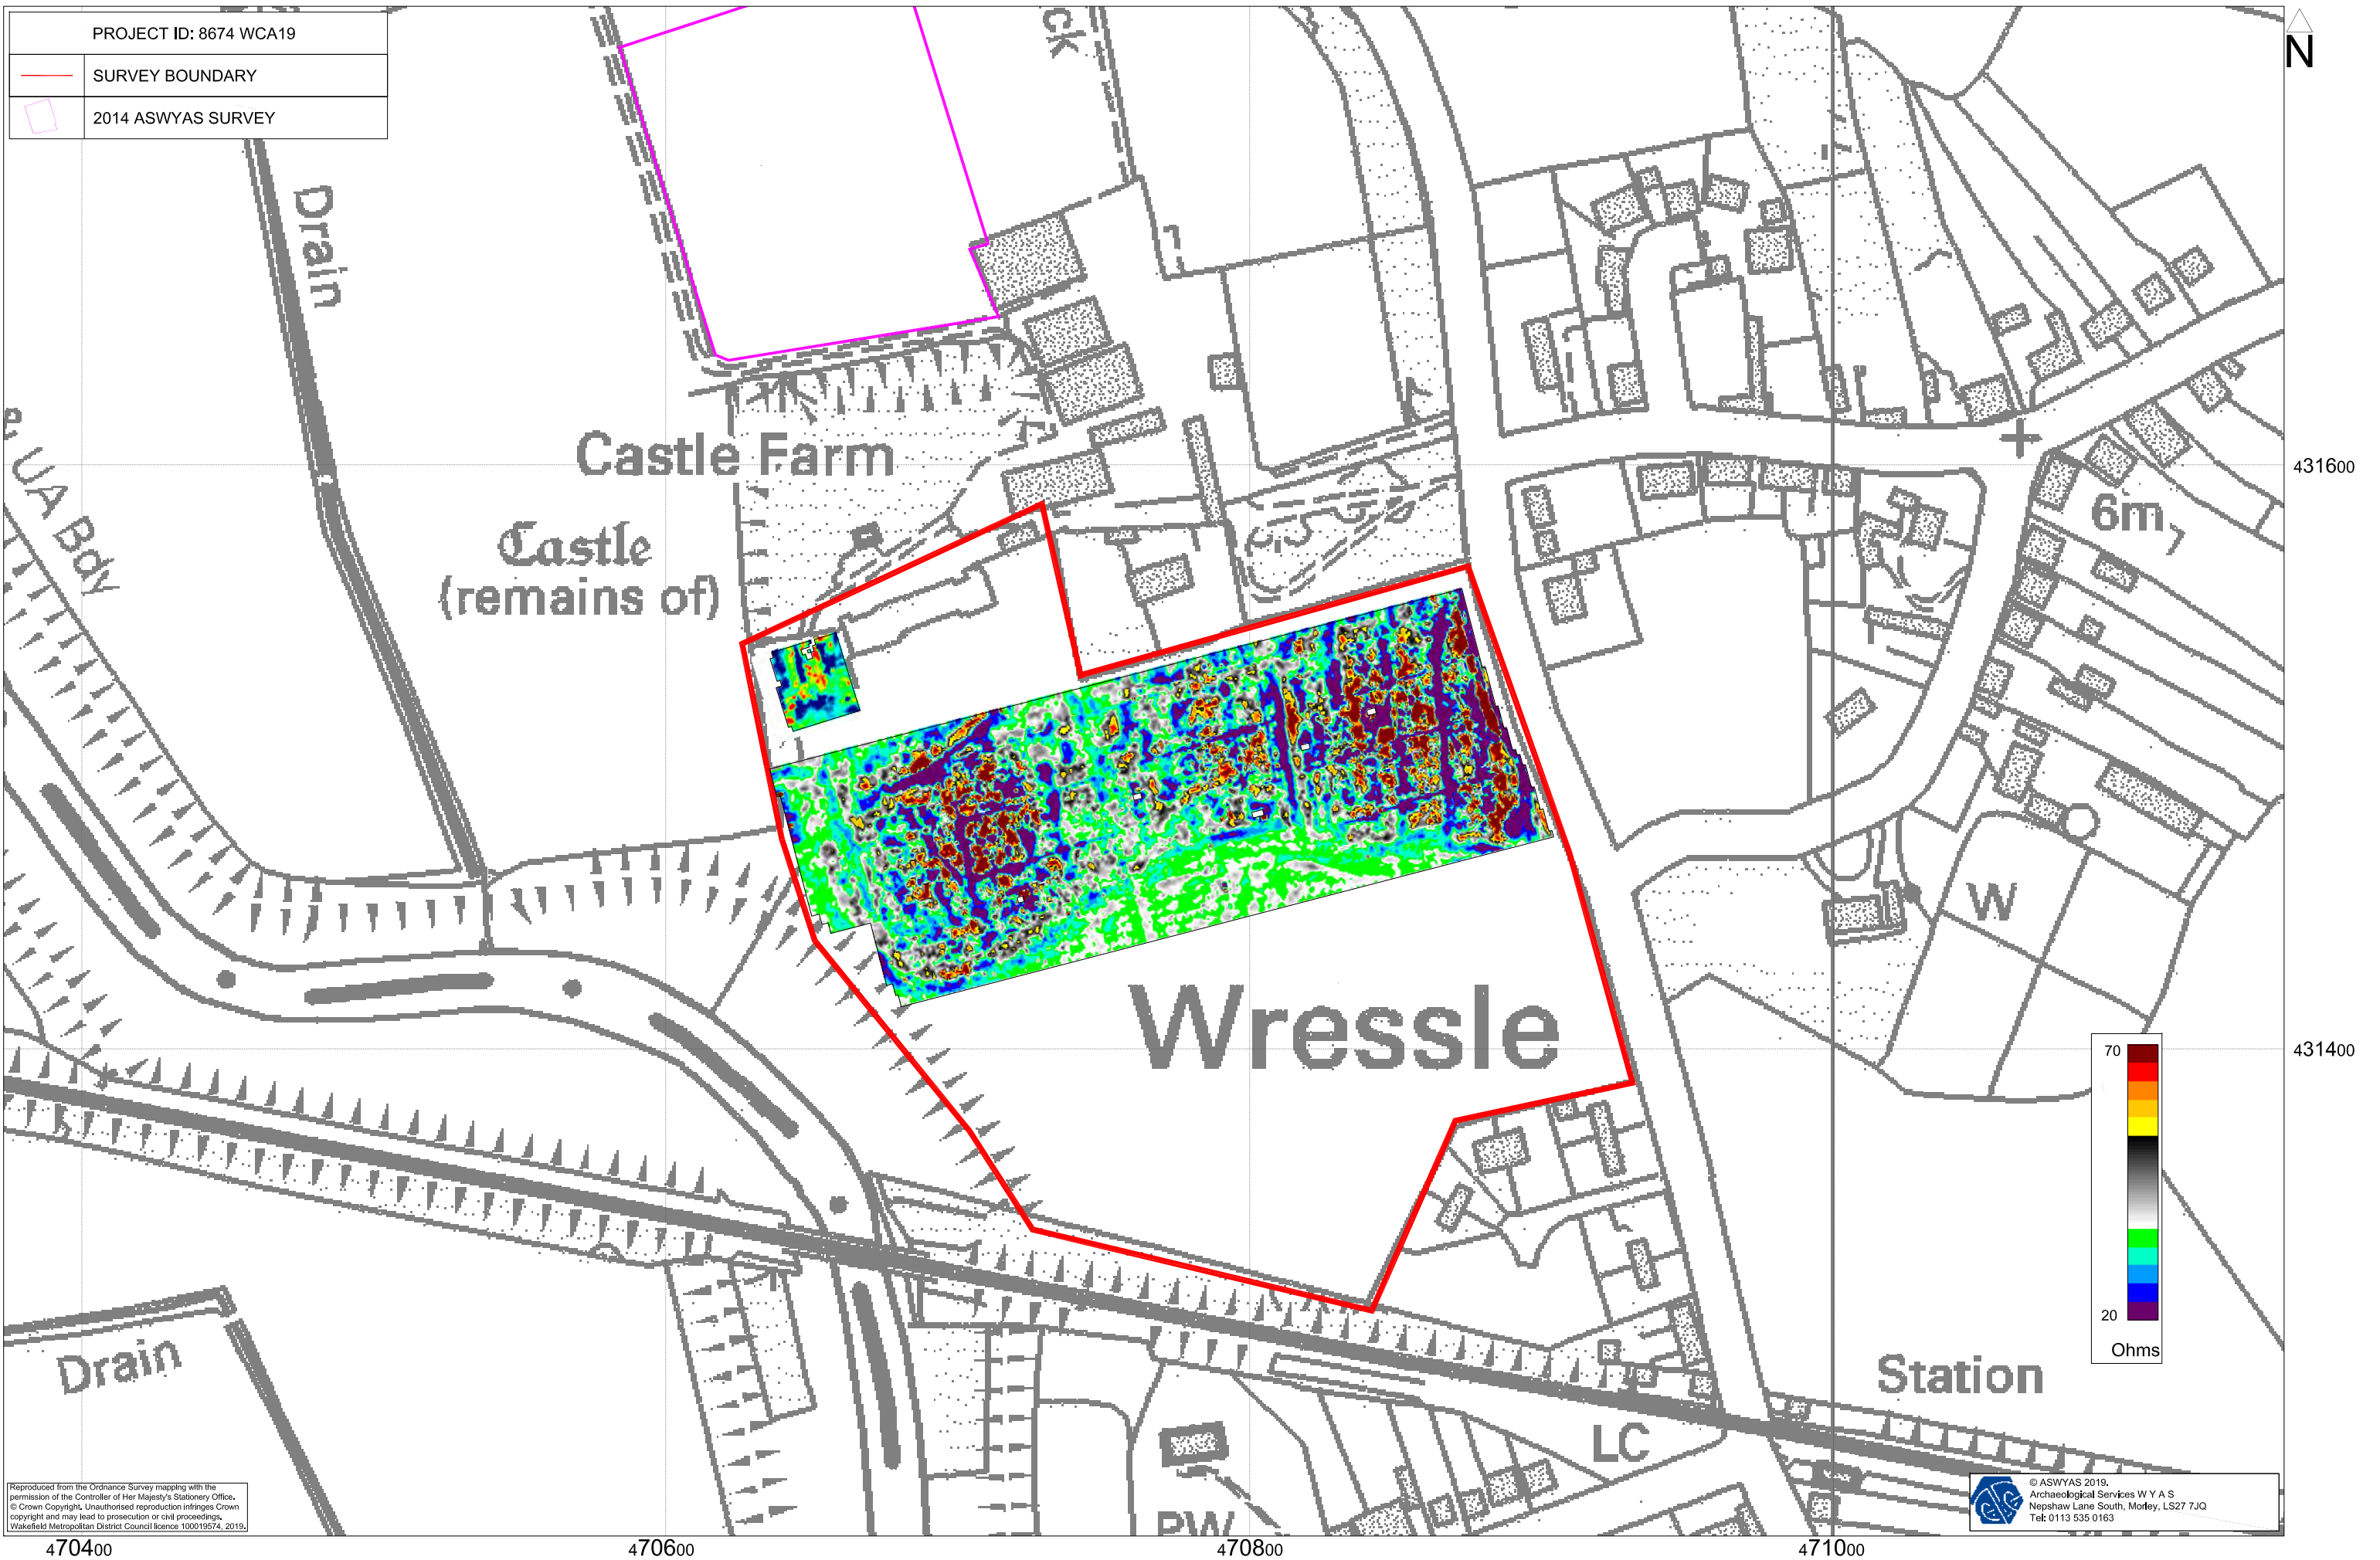 PROJECT ID: 8674 WCA19
SURVEY BOUNDARY
2014 ASWYAS SURVEY
N
Drain
Castle Farm
Castle
(remains of)
UA Bdy
6m
W
Wressle
431600
431400
70
20
Ohms
Station
LC
Drain
PW
Reproduced from the Ordnance Survey mapping with the
permission of the Controller of Her Majesty's Stationery Office.
© Crown Copyright. Unauthorised reproduction infringes Crown
copyright and may lead to prosecution or civil proceedings.
Wakefield Metropolitan District Council licence 100019574, 2019.
© ASWYAS 2019.
Archaeological Services W Y A S
Nepshaw Lane South, Morley, LS27 7JQ
Tel: 0113 535 0163
470400
470600
470800
471000